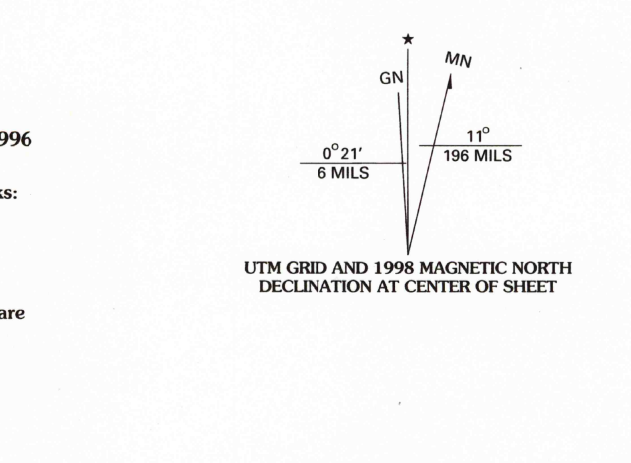 996
ks:
are
★
GN
MN
0°21'
6 MILS
11°
196 MILS
UTM GRID AND 1998 MAGNETIC NORTH
DECLINATION AT CENTER OF SHEET